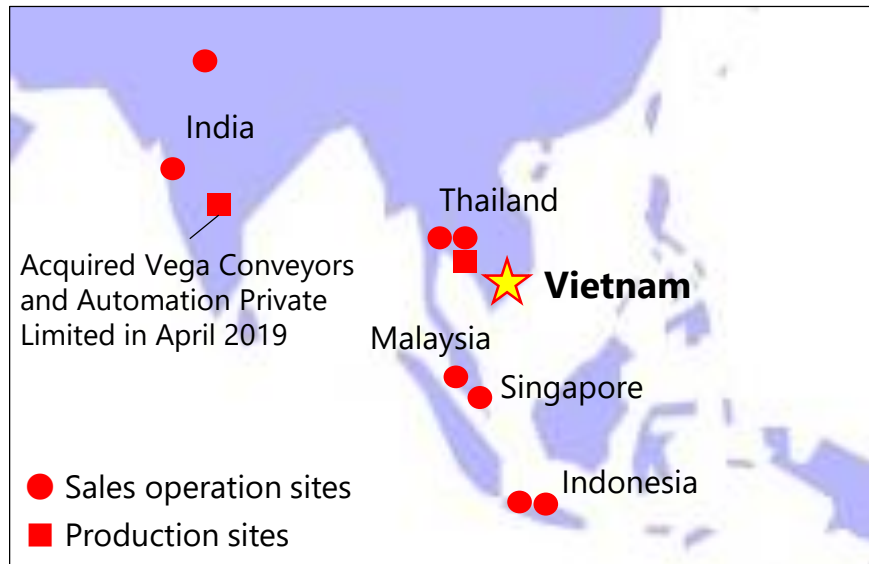 India
Thailand
Acquired Vega Conveyors
and Automation Private
Limited in April 2019
Vietnam
Malaysia
Singapore
Indonesia
Sales operation sites
Production sites